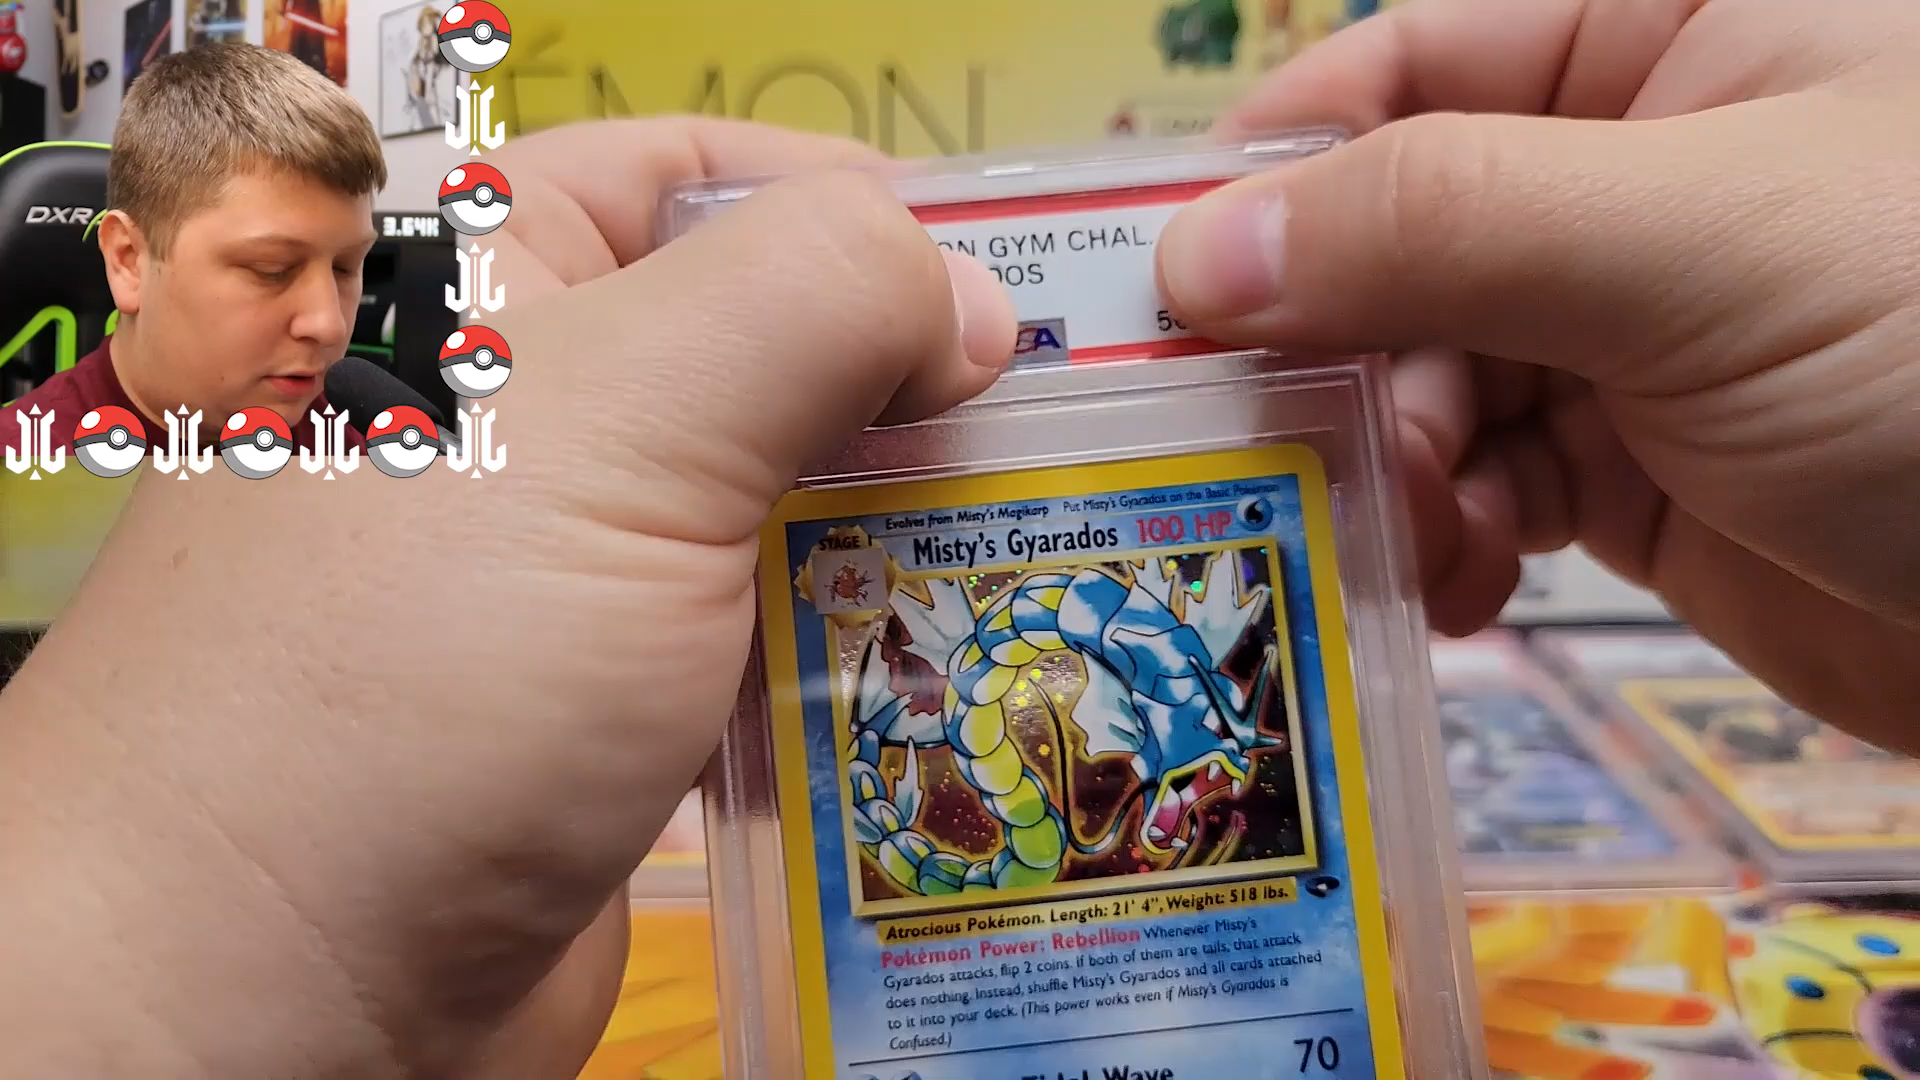 ÉMON
DXR
3.64K
ON GYM CHAL.
DOS
PSA
Evolves from Misty's Magikarp Put Misty's Gyarados on the Basic Pokémon
STAGE 1
Misty's Gyarados 100 HP
Atrocious Pokémon. Length: 21' 4", Weight: 518 lbs.
Pokémon Power: Rebellion Whenever Misty's
Gyarados attacks, flip 2 coins. If both of them are tails, that attack
does nothing. Instead, shuffle Misty's Gyarados and all cards attached
to it into your deck. (This power works even if Misty's Gyarados is
Confused.)
Tidal Wave 70